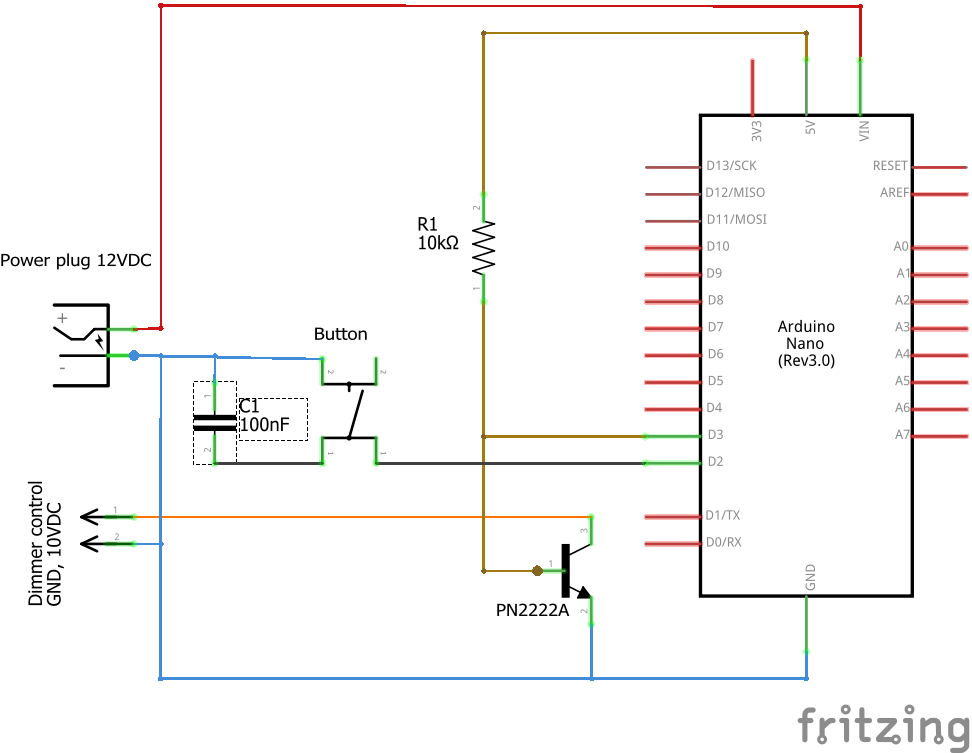 3V3
5V
VIN
D13/SCK
RESET
D12/MISO
AREF
D11/MOSI
2
R1
10kΩ
D10
A0
Power plug 12VDC
D9
A1
1
D8
A2
+
Button
D7
Arduino
Nano
(Rev3.0)
A3
-
D6
A4
2
2
D5
A5
1
C1
100nF
D4
A6
D3
A7
2
1
1
D2
Dimmer control
GND, 10VDC
1
D1/TX
3
2
D0/RX
1
GND
PN2222A
2
fritzing